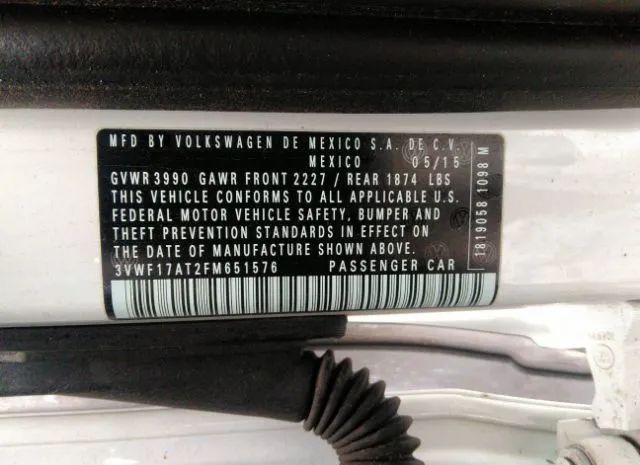 MFD BY VOLKSWAGEN DE MEXICO S.A. DE C.V.
MEXICO 05/15
GVWR 3990 GAWR FRONT 2227 / REAR 1874 LBS
THIS VEHICLE CONFORMS TO ALL APPLICABLE U.S.
FEDERAL MOTOR VEHICLE SAFETY, BUMPER AND
THEFT PREVENTION STANDARDS IN EFFECT ON
THE DATE OF MANUFACTURE SHOWN ABOVE.
3VWF17AT2FM651576 PASSENGER CAR
1819058 1098 M